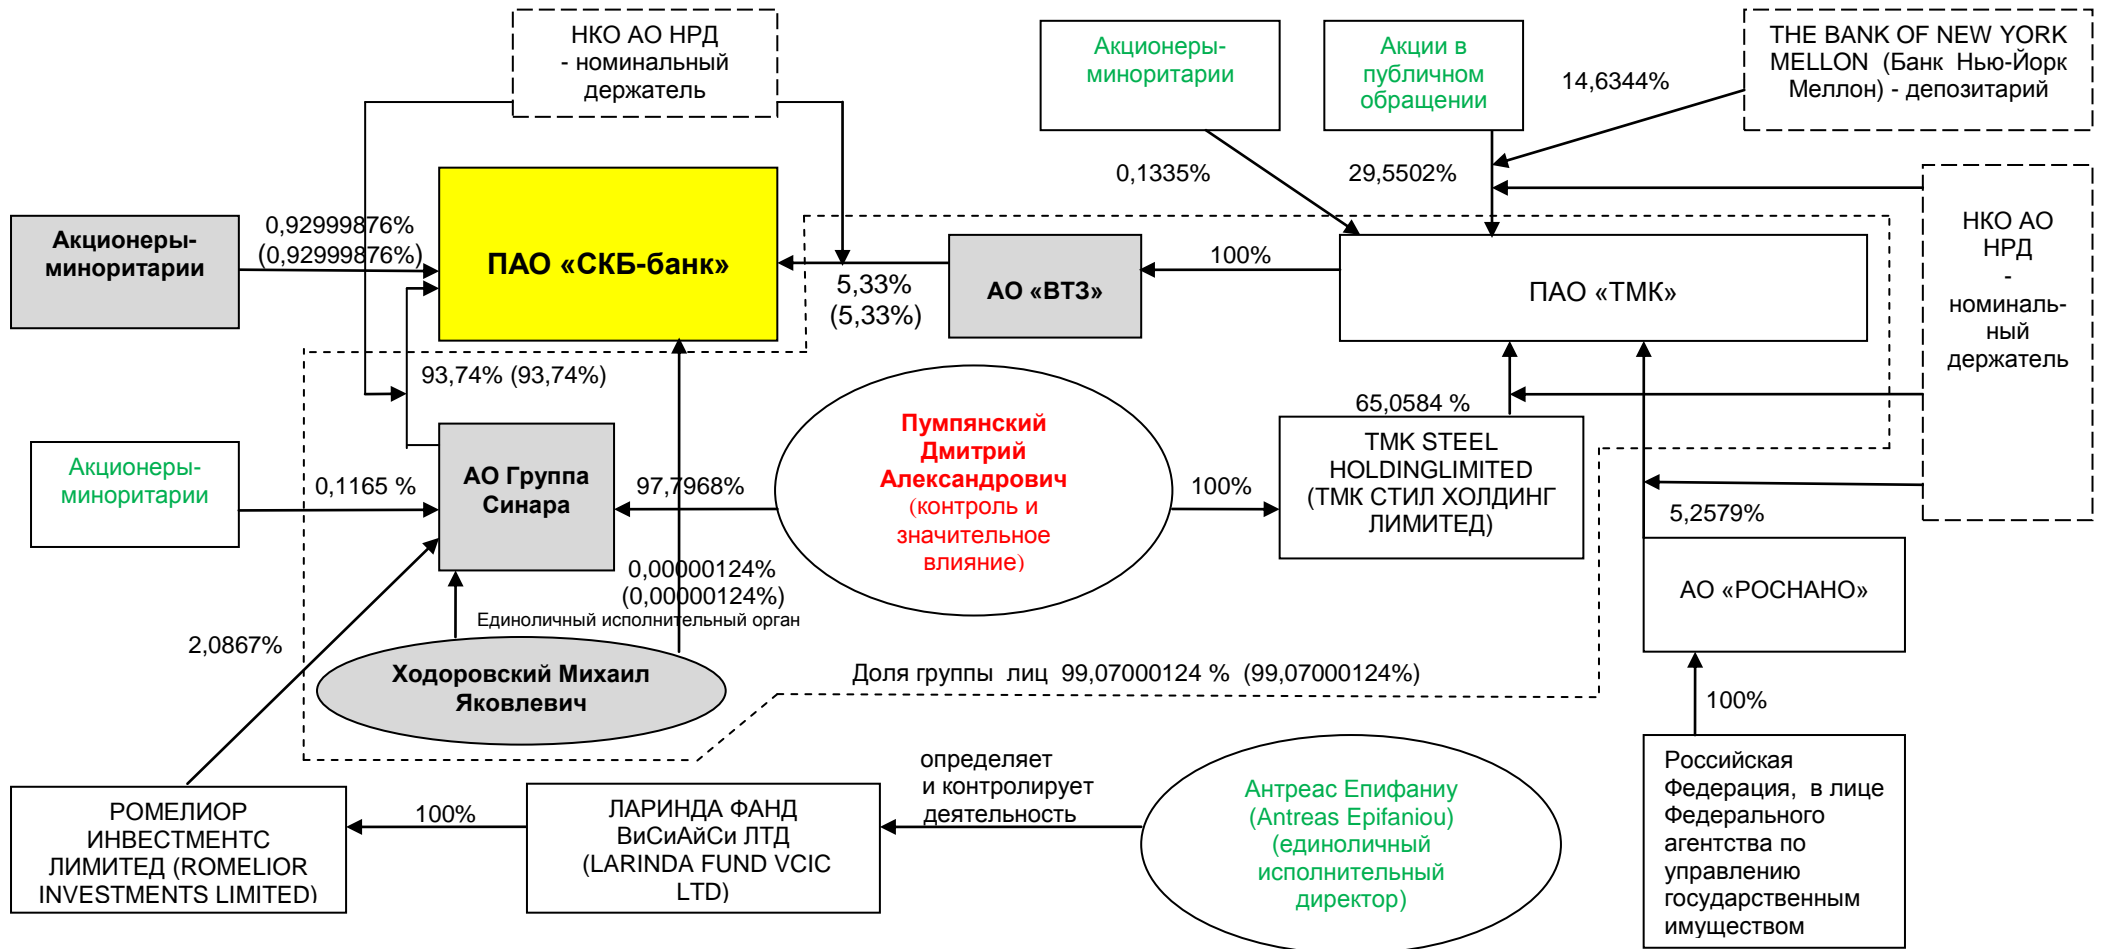 НКО АО НРД
- номинальный
держатель
Акционеры-
миноритарии
Акции в
публичном
обращении
14,6344%
THE BANK OF NEW YORK
MELLON (Банк Нью-Йорк
Меллон) - депозитарий
0,1335%
29,5502%
НКО АО
НРД
-
номиналь-
ный
держатель
Акционеры-
миноритарии
0,92999876%
(0,92999876%)
ПАО «СКБ-банк»
5,33%
(5,33%)
АО «ВТЗ»
100%
ПАО «ТМК»
93,74% (93,74%)
Акционеры-
миноритарии
0,1165 %
АО Группа
Синара
97,7968%
Пумпянский
Дмитрий
Александрович
(контроль и
значительное
влияние)
100%
65,0584 %
TMK STEEL
HOLDINGLIMITED
(ТМК СТИЛ ХОЛДИНГ
ЛИМИТЕД)
5,2579%
АО «РОСНАНО»
0,00000124%
(0,00000124%)
Единоличный исполнительный орган
2,0867%
Ходоровский Михаил
Яковлевич
Доля группы лиц 99,07000124 % (99,07000124%)
100%
РОМЕЛИОР
ИНВЕСТМЕНТС
ЛИМИТЕД (ROMELIOR
INVESTMENTS LIMITED)
100%
ЛАРИНДА ФАНД
ВиСиАйСи ЛТД
(LARINDA FUND VCIC
LTD)
определяет
и контролирует
деятельность
Антреас Епифаниу
(Antreas Epifaniou)
(единоличный
исполнительный
директор)
Российская
Федерация, в лице
Федерального
агентства по
управлению
государственным
имуществом